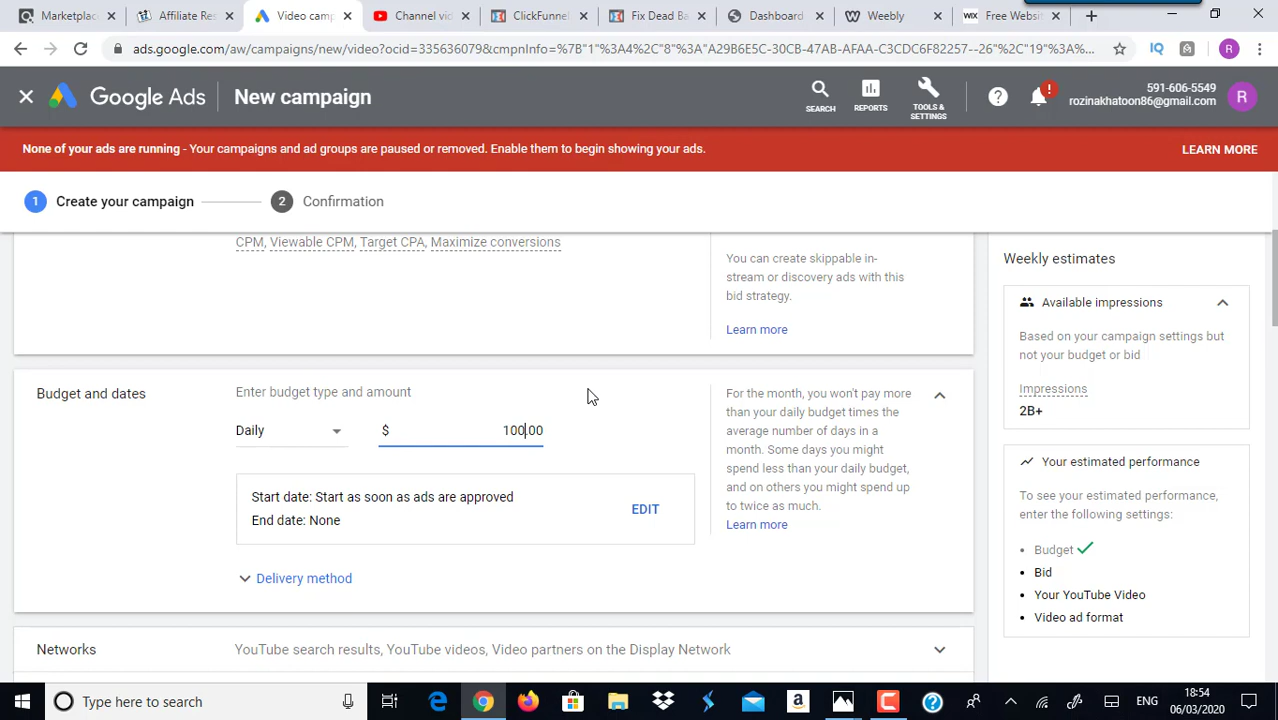 Marketplac
Affiliate Res
Video camp
Channel vid
ClickFunnel
Fix Dead Ba
Dashboard
Weebly
Free Websit
ads.google.com/aw/campaigns/new/video?ocid=335636079&cmpnInfo=%7B"1"%3A4%2C"8"%3A"A29B6E5C-30CB-47AB-AFAA-C3CDC6F82257--26"%2C"19"%3A%...
IQ
R
Google Ads
New campaign
SEARCH
REPORTS
TOOLS &
SETTINGS
591-606-5549
rozinakhatoon86@gmail.com
R
None of your ads are running - Your campaigns and ad groups are paused or removed. Enable them to begin showing your ads.
LEARN MORE
1 Create your campaign
2 Confirmation
CPM, Viewable CPM, Target CPA, Maximize conversions
You can create skippable in-
stream or discovery ads with this
bid strategy.
Learn more
Budget and dates
Enter budget type and amount
Daily
$ 100.00
Start date: Start as soon as ads are approved
End date: None
EDIT
Delivery method
For the month, you won't pay more
than your daily budget times the
average number of days in a
month. Some days you might
spend less than your daily budget,
and on others you might spend up
to twice as much.
Learn more
Networks
YouTube search results, YouTube videos, Video partners on the Display Network
Weekly estimates
Available impressions
Based on your campaign settings but
not your budget or bid
Impressions
2B+
Your estimated performance
To see your estimated performance,
enter the following settings:
Budget
Bid
Your YouTube Video
Video ad format
Type here to search
ENG
18:54
06/03/2020